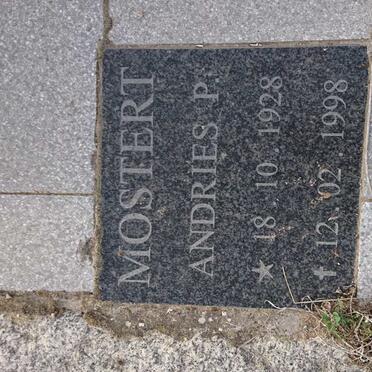 MOSTERT
ANDRIES P.
★ 18 . 10 . 1928
✝ 12 . 02 . 1998